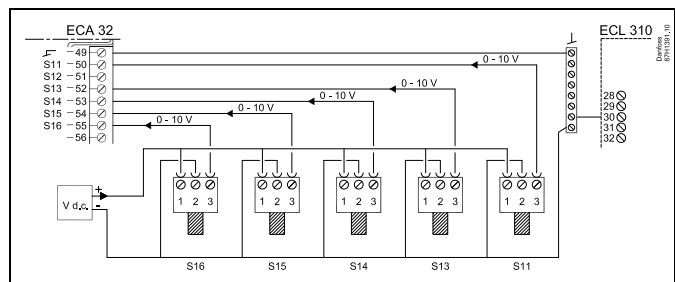 ECA 32
ECL 310
Danfoss
87H1391.10
49
S11 50
S12 51
S13 52
S14 53
S15 54
S16 55
56
0 - 10 V
0 - 10 V
0 - 10 V
0 - 10 V
0 - 10 V
28
29
30
31
32
+
-
V d.c.
1 2 3
1 2 3
1 2 3
1 2 3
1 2 3
S16 S15 S14 S13 S11